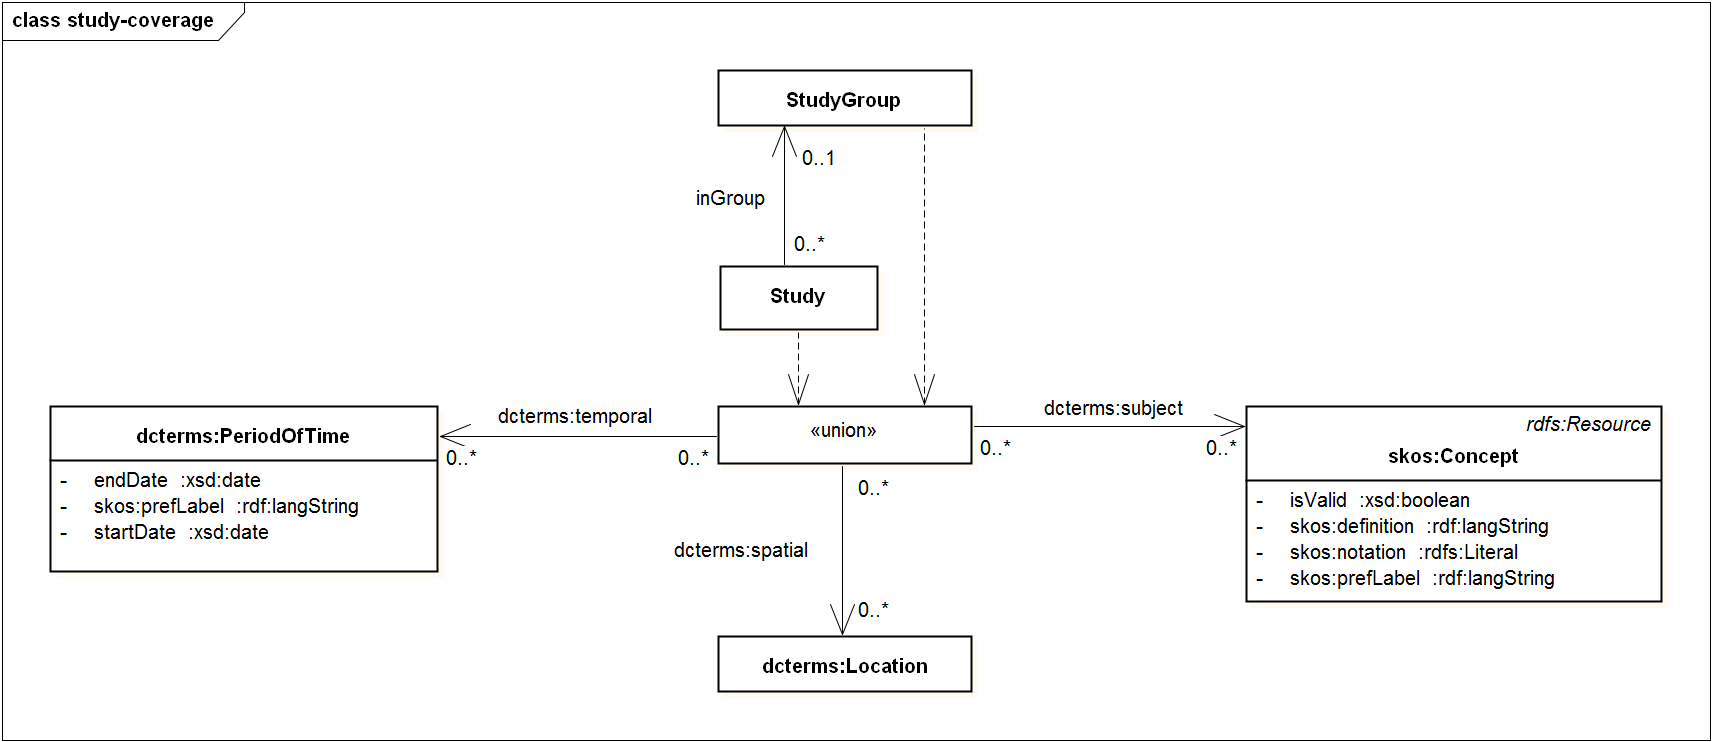 class study-coverage
StudyGroup
0..1
inGroup
0..*
Study
dcterms:temporal
0..*
0..*
«union»
dcterms:subject
0..*
0..*
dcterms:PeriodOfTime
- endDate :xsd:date
- skos:prefLabel :rdf:langString
- startDate :xsd:date
rdfs:Resource
skos:Concept
- isValid :xsd:boolean
- skos:definition :rdf:langString
- skos:notation :rdfs:Literal
- skos:prefLabel :rdf:langString
0..*
dcterms:spatial
0..*
dcterms:Location